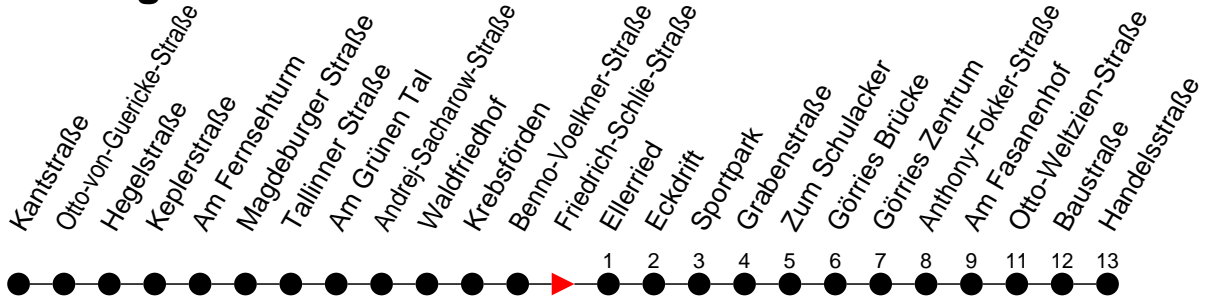 Kantstraße
Otto-von-Guericke-Straße
Hegelstraße
Keplerstraße
Am Fernsehturm
Magdeburger Straße
Tallinner Straße
Am Grünen Tal
Andrej-Sacharow-Straße
Waldfriedhof
Krebsförden
Benno-Voelkner-Straße
Friedrich-Schlie-Straße
Ellerried
Eckdrift
Sportpark
Grabenstraße
Zum Schulacker
Görries Brücke
Görries Zentrum
Anthony-Fokker-Straße
Am Fasanenhof
Otto-Weltzien-Straße
Baustraße
Handelsstraße
1 2 3 4 5 6 7 8 9 11 12 13